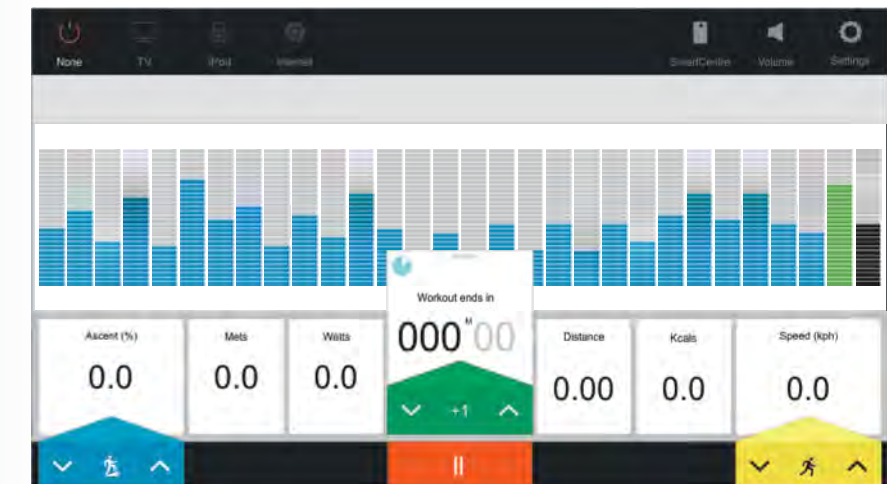 None TV iPod Internet SmartCentre Volume Settings
Workout ends in
000 M 00
Ascent (%) Mets Watts Distance Kcals Speed (kph)
0.0 0.0 0.0 0.00 0.0 0.0
+1